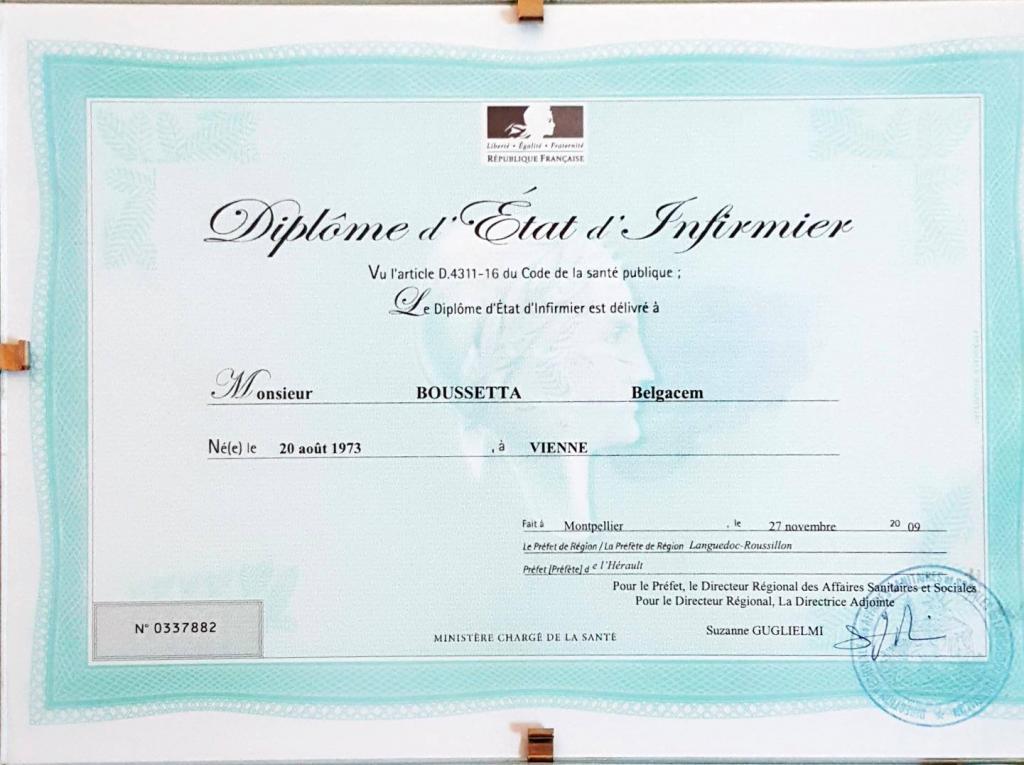 Liberté • Égalité • Fraternité
RÉPUBLIQUE FRANÇAISE
Diplôme d'État d'Infirmier
Vu l'article D.4311-16 du Code de la santé publique ;
Le Diplôme d'État d'Infirmier est délivré à
Monsieur BOUSSETTA Belgacem
Né(e) le 20 août 1973 , à VIENNE
Fait à Montpellier , le 27 novembre 20 09
Le Préfet de Région / La Préfète de Région Languedoc-Roussillon
Préfet [Préfète] d e l'Hérault
Pour le Préfet, le Directeur Régional des Affaires Sanitaires et Sociales
Pour le Directeur Régional, La Directrice Adjointe
N° 0337882
MINISTÈRE CHARGÉ DE LA SANTÉ
Suzanne GUGLIELMI